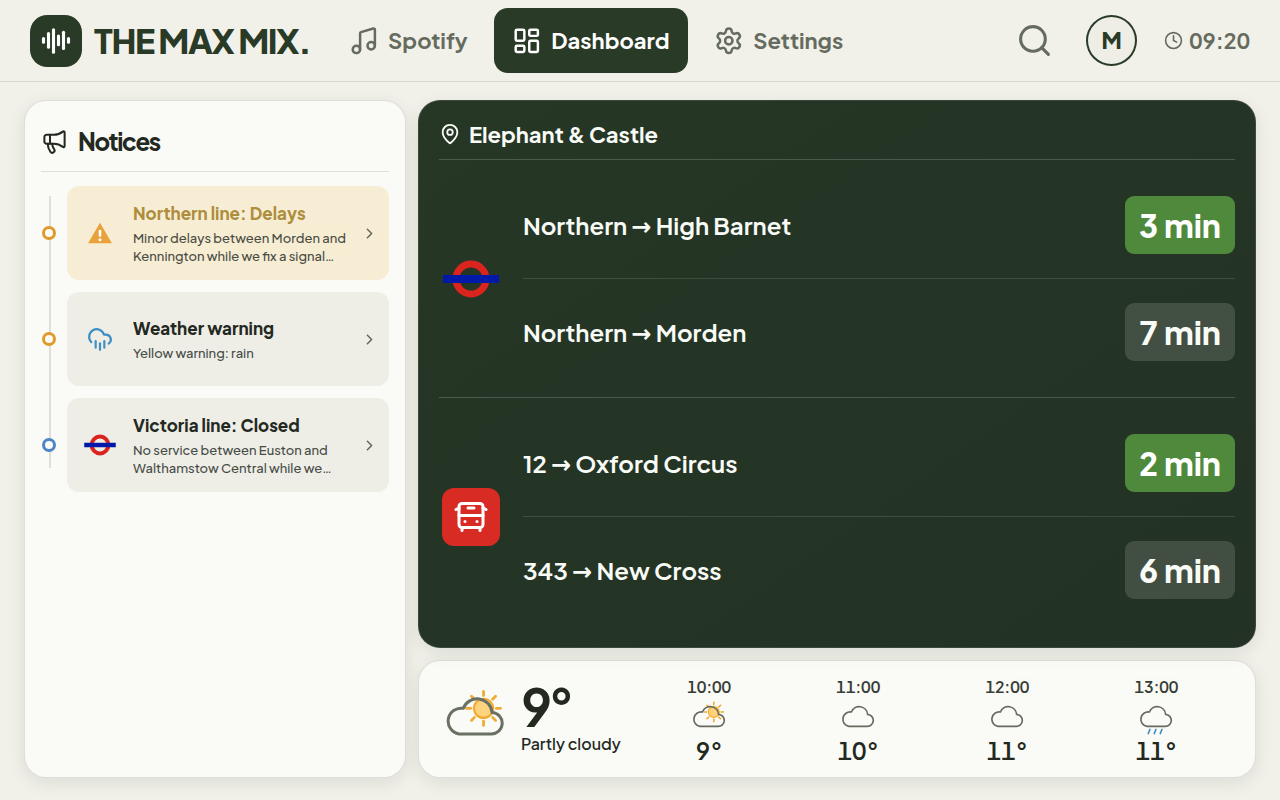 THE MAX MIX.
Spotify
Dashboard
Settings
M
09:20
Notices
Northern line: Delays
Minor delays between Morden and
Kennington while we fix a signal...
Weather warning
Yellow warning: rain
Victoria line: Closed
No service between Euston and
Walthamstow Central while we...
Elephant & Castle
Northern → High Barnet
3 min
Northern → Morden
7 min
12 → Oxford Circus
2 min
343 → New Cross
6 min
9°
Partly cloudy
10:00
9°
11:00
10°
12:00
11°
13:00
11°